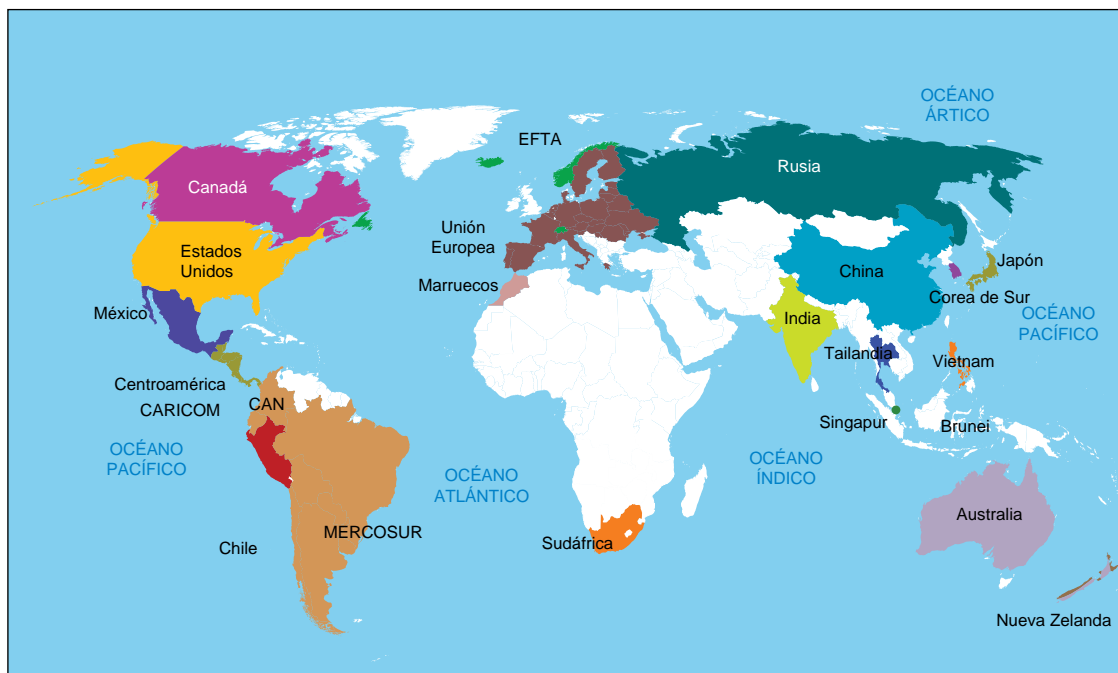 OCÉANO
ÁRTICO
EFTA
Rusia
Canadá
Unión
Europea
Estados
Unidos
Japón
China
Marruecos
Corea de Sur
México
India
OCÉANO
PACÍFICO
Tailandia
Vietnam
Centroamérica
CARICOM
CAN
Singapur
Brunei
OCÉANO
PACÍFICO
OCÉANO
ATLÁNTICO
OCÉANO
ÍNDICO
Australia
MERCOSUR
Chile
Sudáfrica
Nueva Zelanda